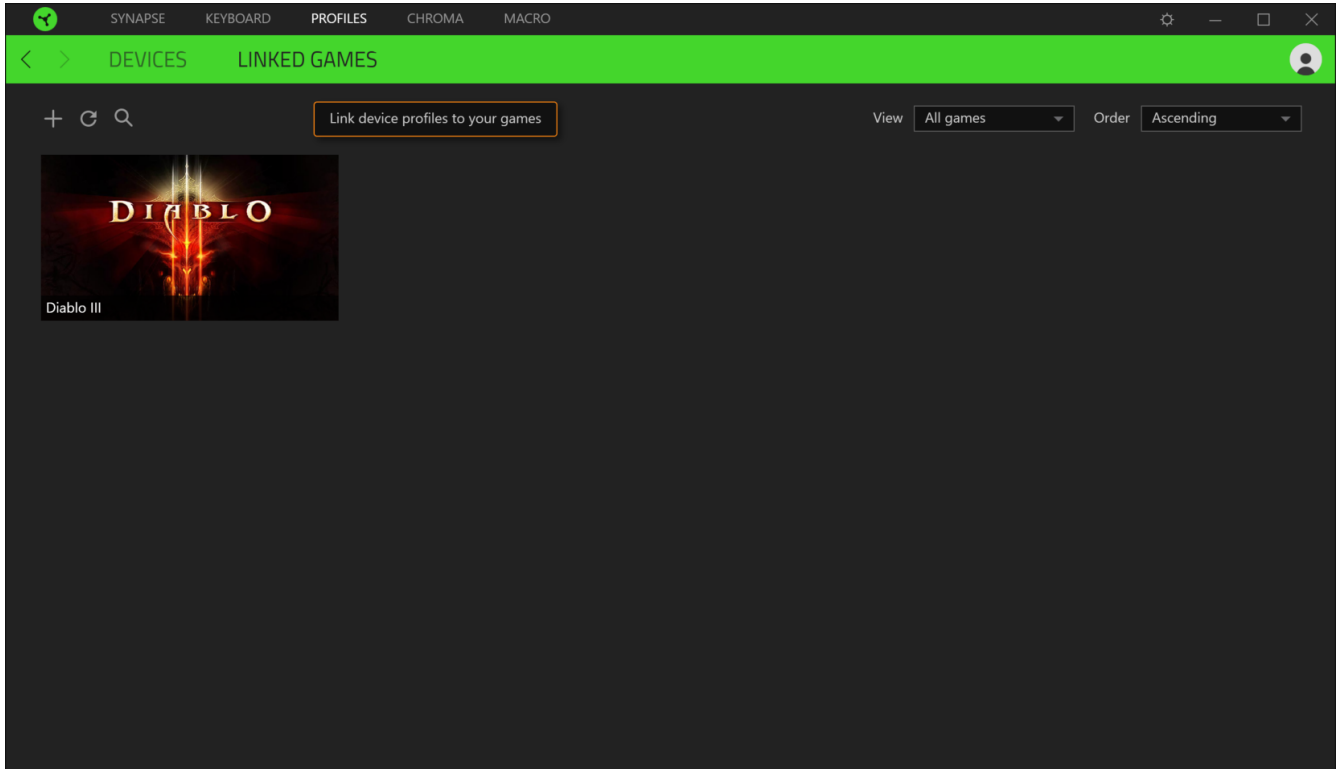 SYNAPSE KEYBOARD PROFILES CHROMA MACRO
DEVICES LINKED GAMES
Link device profiles to your games View All games Order Ascending
DIABLO
Diablo III